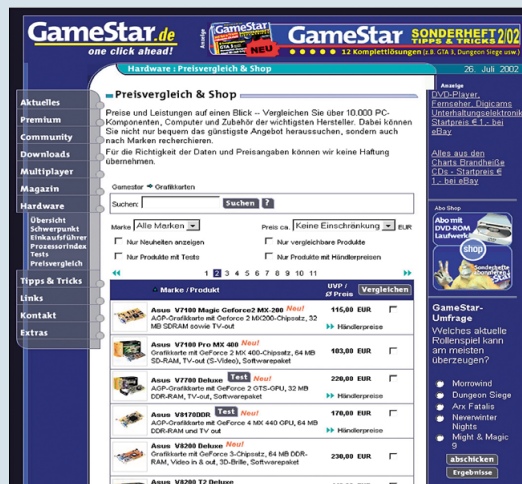 GameStar.de
one click ahead!
Anzeige
GameStar
NEU
GameStar SONDERHEFT 2/02
TIPPS & TRICKS
12 Komplettlösungen (z.B. GTA 3, Dungeon Siege usw.)
Hardware : Preisvergleich & Shop
26. Juli 2002
Aktuelles
Premium
Community
Downloads
Multiplayer
Magazin
Hardware
Übersicht
Schwerpunkt
Einkaufsführer
Prozessorindex
Tests
Preisvergleich
Tipps & Tricks
Links
Kontakt
Extras
Preisvergleich & Shop
Preise und Leistungen auf einen Blick -- Vergleichen Sie über 10.000 PC-
Komponenten, Computer und Zubehör der wichtigsten Hersteller. Dabei können
Sie nicht nur bequem das günstigste Angebot heraussuchen, sondern auch
nach Marken recherchieren.
Für die Richtigkeit der Daten und Preisangaben können wir keine Haftung
übernehmen.
Gamestar Grafikkarten
Suchen: Suchen ?
Marke Alle Marken Preis ca. Keine Einschränkung EUR
Nur Neuheiten anzeigen Nur vergleichbare Produkte
Nur Produkte mit Tests Nur Produkte mit Händlerpreisen
1 2 3 4 5 6 7 8 9 10 11
Marke / Produkt UVP / Ø Preis Vergleichen
Asus V7100 Magic Geforce2 MX-200 Neu! 115,00 EUR
AGP-Grafikkarte mit Geforce 2 MX200-Chipsatz, 32
MB SDRAM sowie TV-out Händlerpreise
Asus V7100 Pro MX 400 Neu! 103,00 EUR
Grafikkarte mit GeForce 2 MX 400-Chipsatz, 64 MB
SD-RAM, TV-out (S-Video), Softwarepaket
Asus V7700 Deluxe Test Neu! 220,00 EUR
AGP-Grafikkarte mit Geforce 2 GTS-GPU, 32 MB
DDR-RAM, TV-out, Softwarepaket Händlerpreise
Asus V8170DDR Test Neu! 170,00 EUR
AGP-Grafikkarte mit Geforce 4 MX 440 GPU, 64 MB
DDR-RAM und TV out Händlerpreise
Asus V8200 Deluxe Neu! 230,00 EUR
Grafikkarte mit GeForce 3-Chipsatz, 64 MB DDR-
RAM, Video in & out, 3D-Brille, Softwarepaket
Asus V8200 T2 Deluxe
Anzeige
DVD-Player,
Fernseher, Digicams
Unterhaltungselektronik
Startpreis € 1,- bei
eBay
Alles aus den
Charts Brandheiße
CDs - Startpreis €
1,- bei eBay
Abo Shop
Abo mit
DVD-ROM
Laufwerk
shop
Sonderhefte
GameStar-
Umfrage
Welches aktuelle
Rollenspiel kann
am meisten
überzeugen?
Morrowind
Dungeon Siege
Arx Fatalis
Neverwinter
Nights
Might & Magic
9
abschicken
Ergebnisse